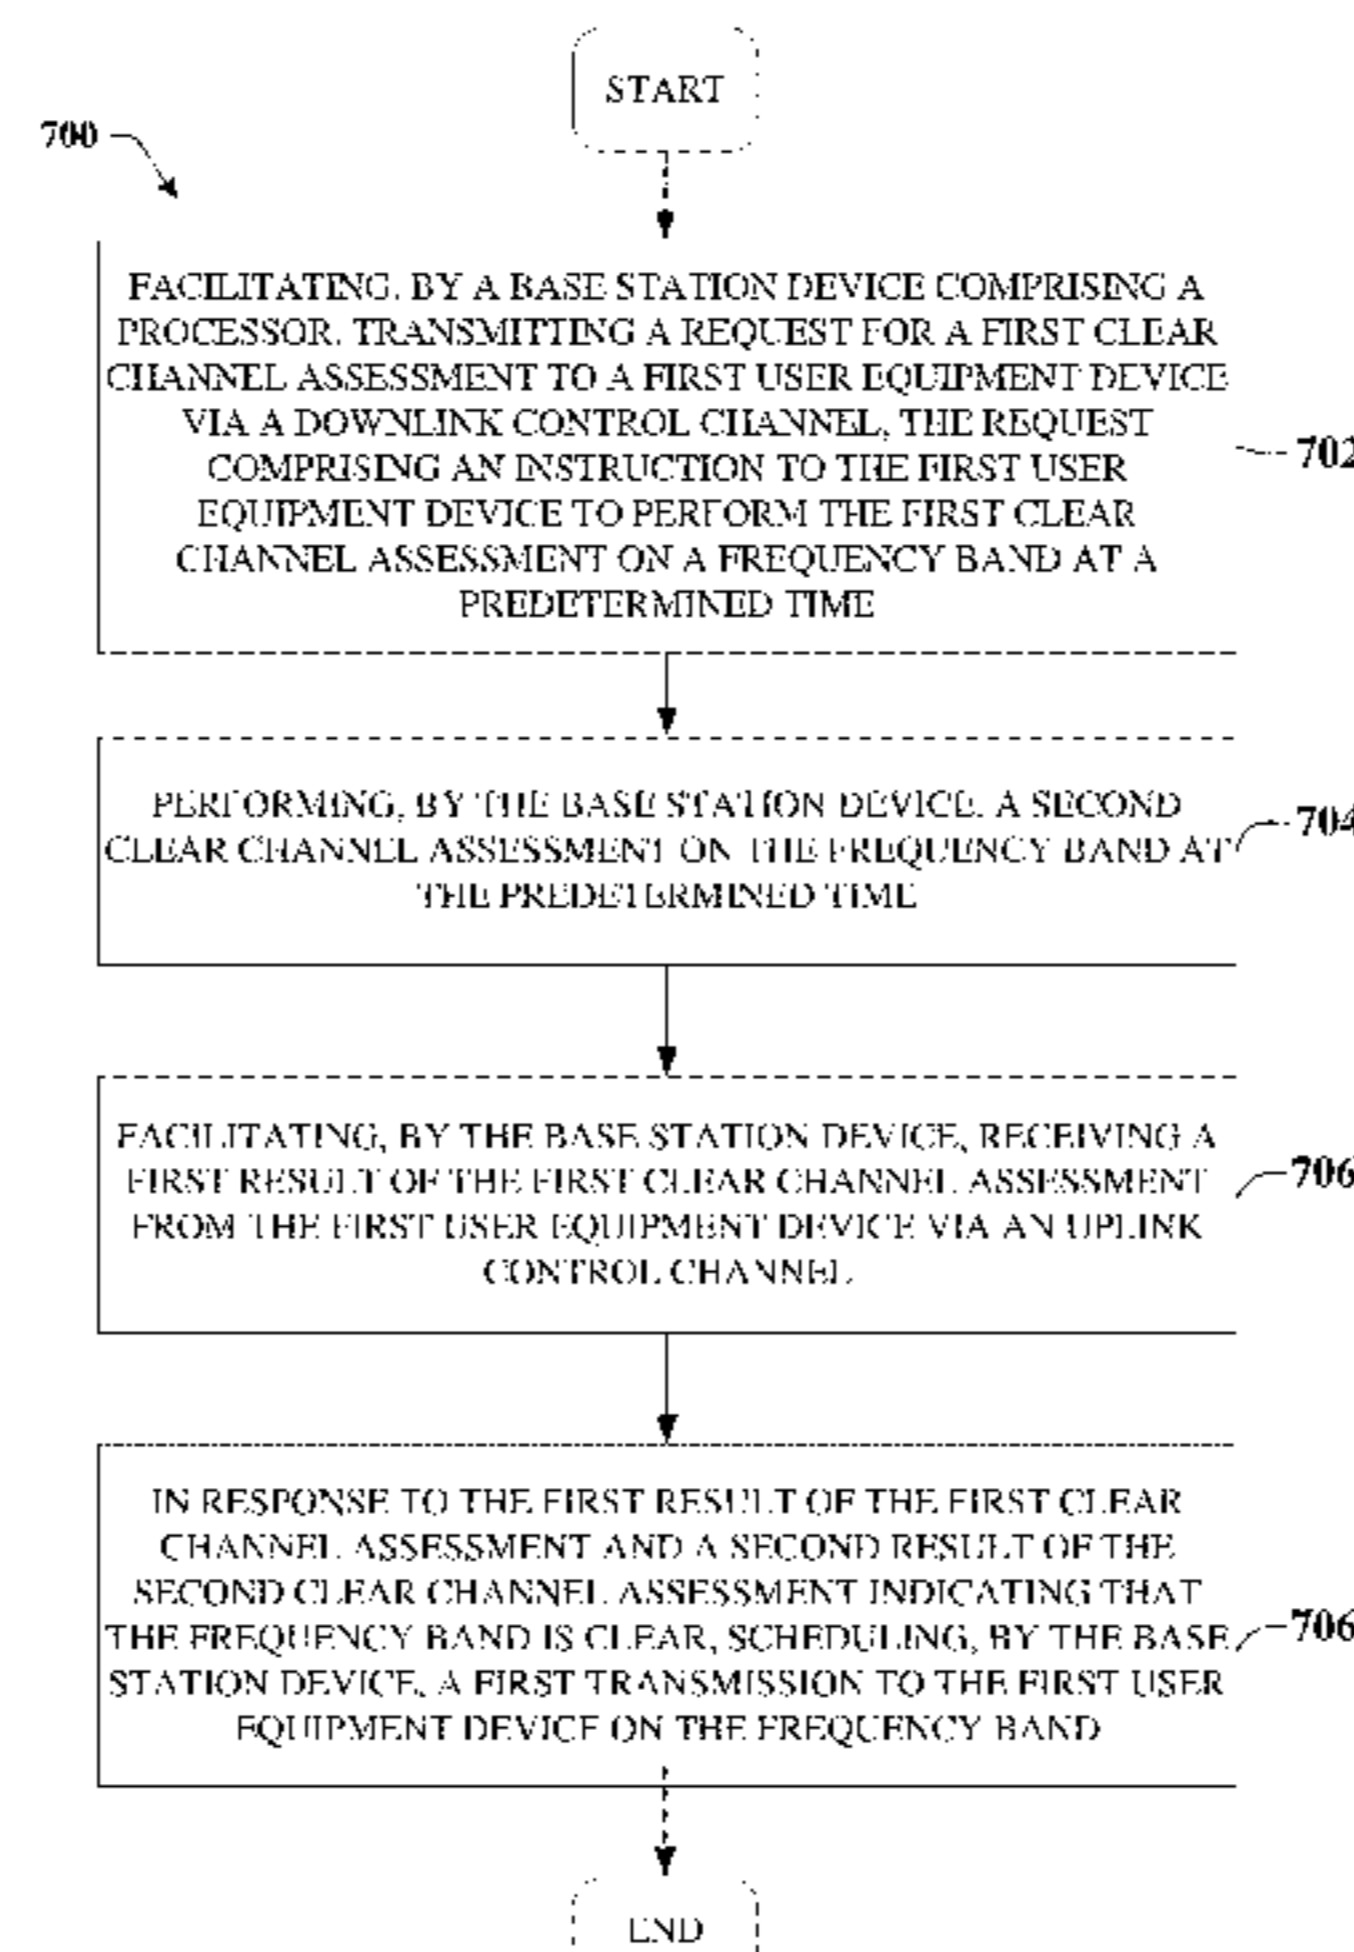 START
700
FACILITATING, BY A BASE STATION DEVICE COMPRISING A
PROCESSOR, TRANSMITTING A REQUEST FOR A FIRST CLEAR
CHANNEL ASSESSMENT TO A FIRST USER EQUIPMENT DEVICE
VIA A DOWNLINK CONTROL CHANNEL, THE REQUEST
COMPRISING AN INSTRUCTION TO THE FIRST USER
EQUIPMENT DEVICE TO PERFORM THE FIRST CLEAR
CHANNEL ASSESSMENT ON A FREQUENCY BAND AT A
PREDETERMINED TIME
702
PERFORMING, BY THE BASE STATION DEVICE, A SECOND
CLEAR CHANNEL ASSESSMENT ON THE FREQUENCY BAND AT
THE PREDETERMINED TIME
704
FACILITATING, BY THE BASE STATION DEVICE, RECEIVING A
FIRST RESULT OF THE FIRST CLEAR CHANNEL ASSESSMENT
FROM THE FIRST USER EQUIPMENT DEVICE VIA AN UPLINK
CONTROL CHANNEL
706
IN RESPONSE TO THE FIRST RESULT OF THE FIRST CLEAR
CHANNEL ASSESSMENT AND A SECOND RESULT OF THE
SECOND CLEAR CHANNEL ASSESSMENT INDICATING THAT
THE FREQUENCY BAND IS CLEAR, SCHEDULING, BY THE BASE
STATION DEVICE, A FIRST TRANSMISSION TO THE FIRST USER
EQUIPMENT DEVICE ON THE FREQUENCY BAND
706
END